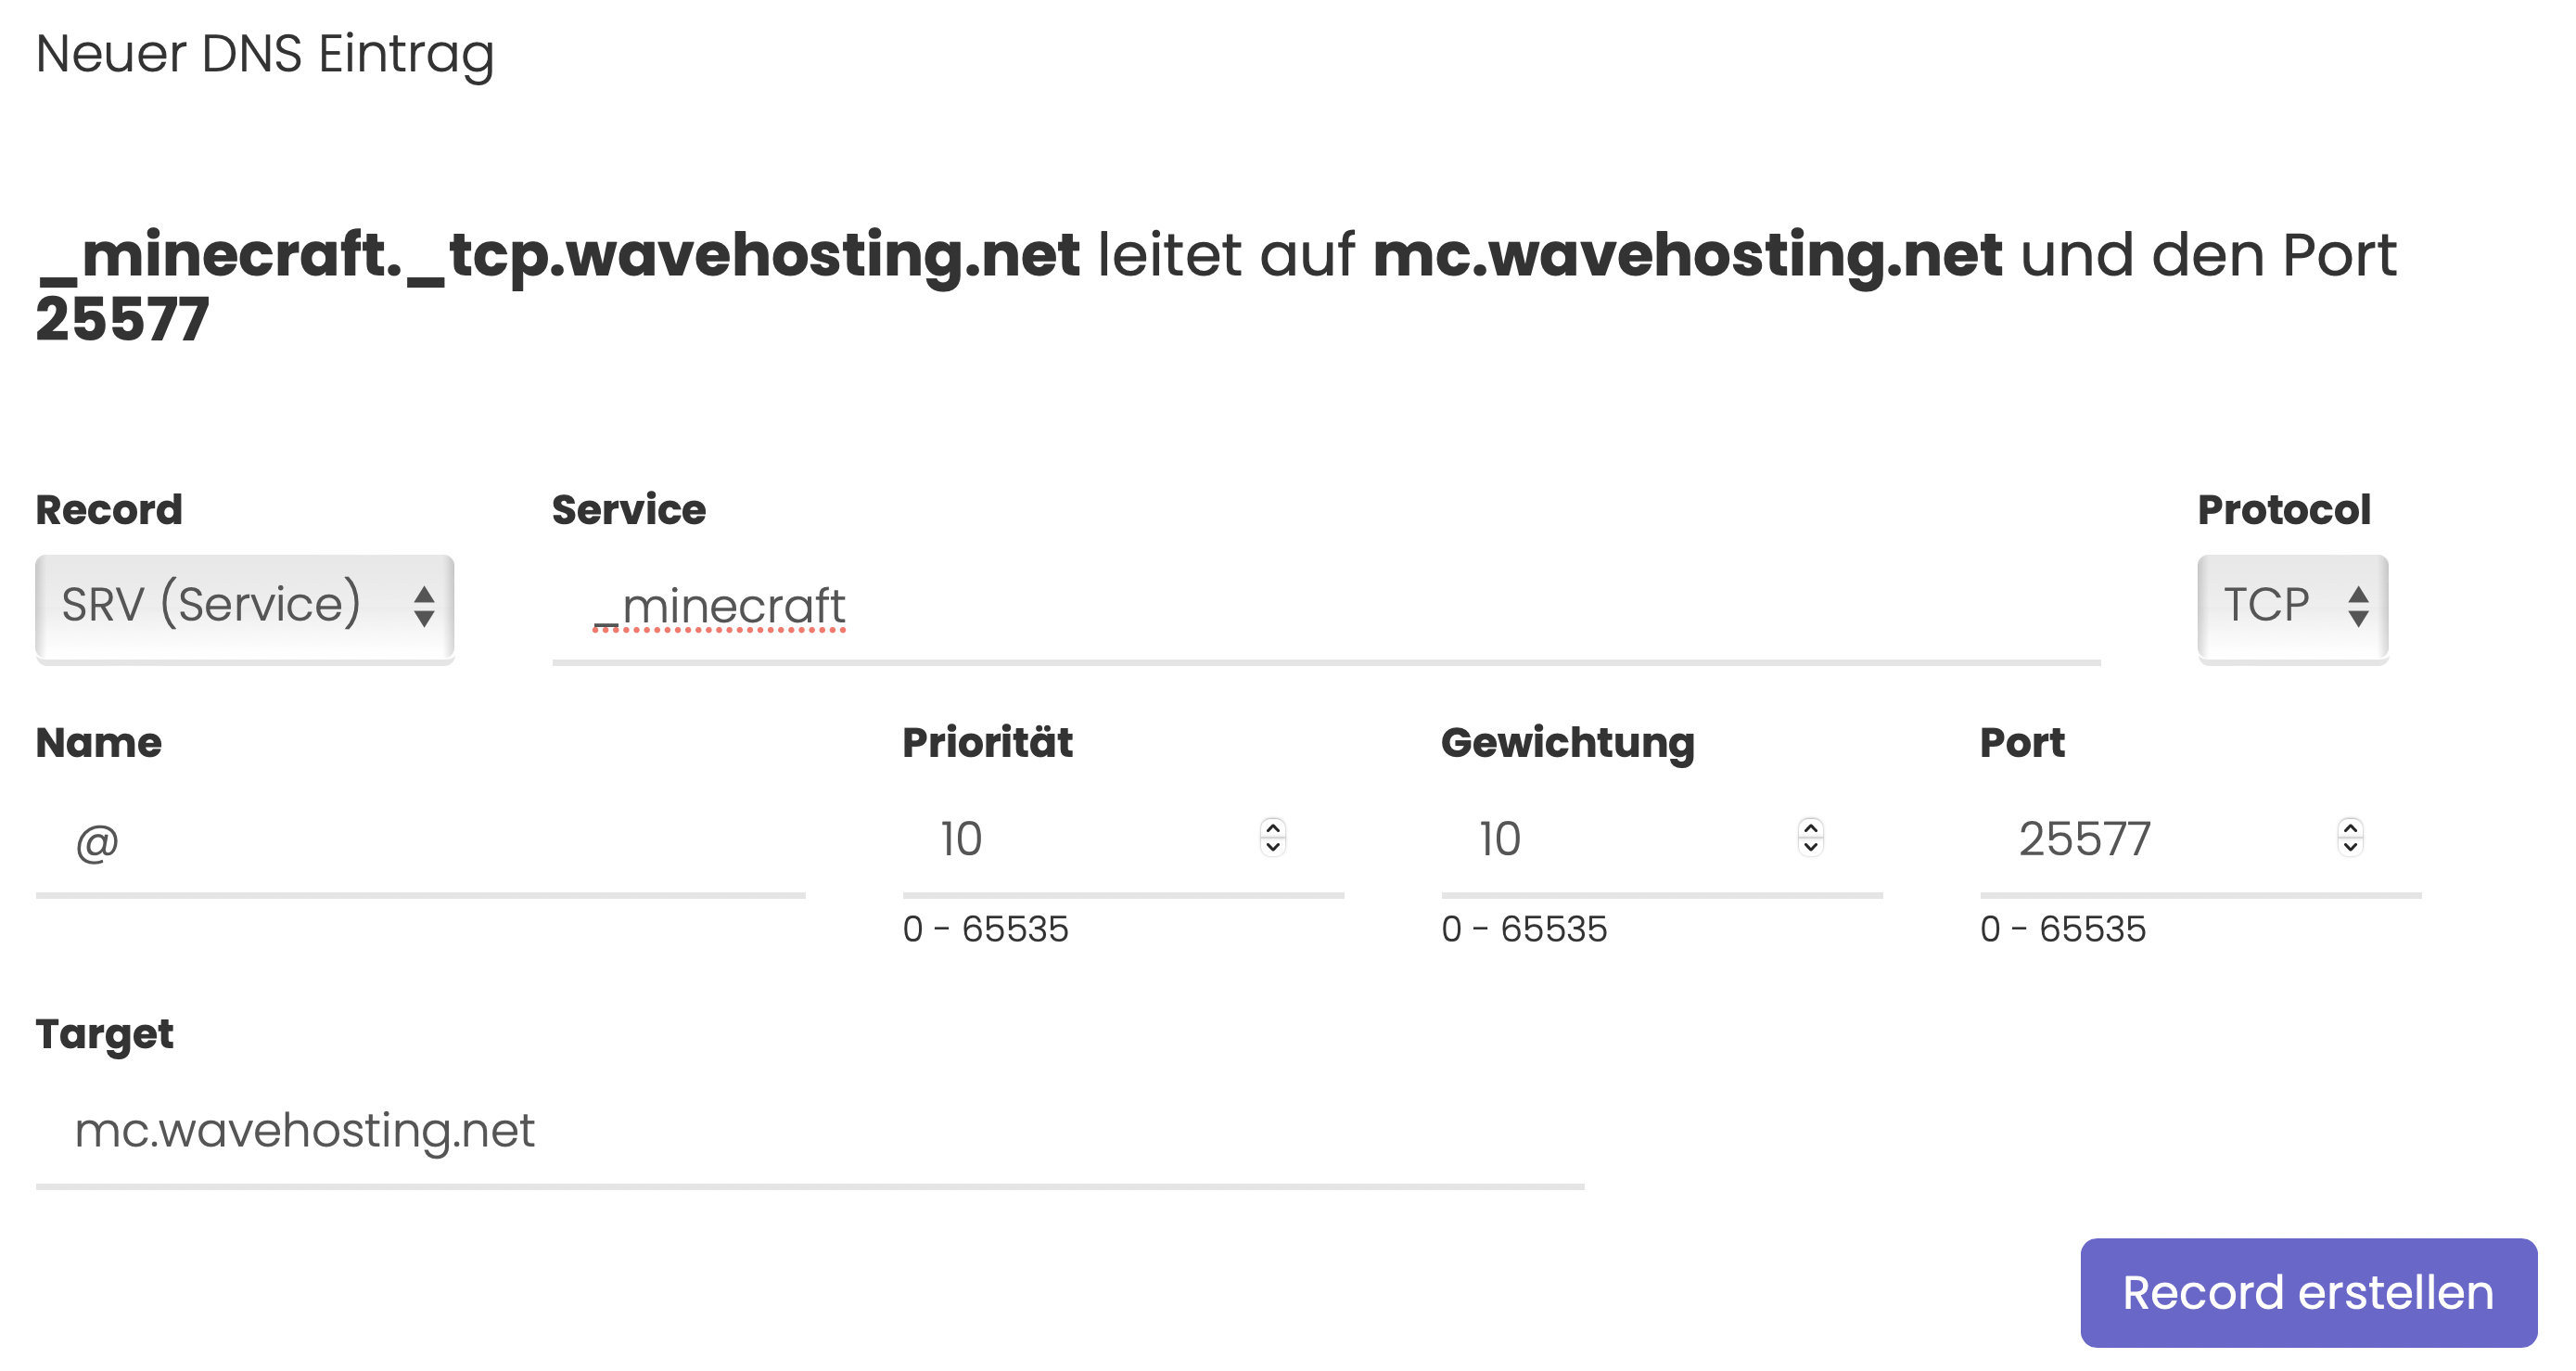 Neuer DNS Eintrag
_minecraft._tcp.wavehosting.net leitet auf mc.wavehosting.net und den Port
25577
Record Service Protocol
SRV (Service) _minecraft TCP
Name Priorität Gewichtung Port
@ 10 10 25577
0 - 65535 0 - 65535 0 - 65535
Target
mc.wavehosting.net
Record erstellen